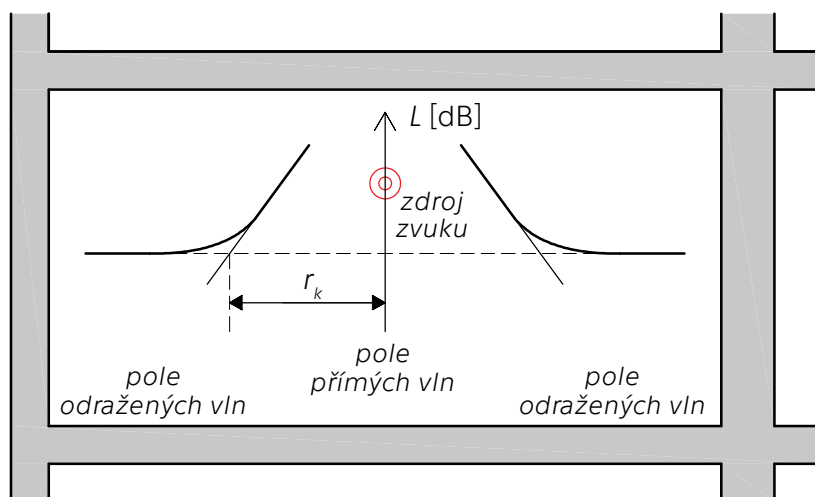 L [dB]
zdroj
zvuku
r_k
pole
přímých vln
pole
odražených vln
pole
odražených vln